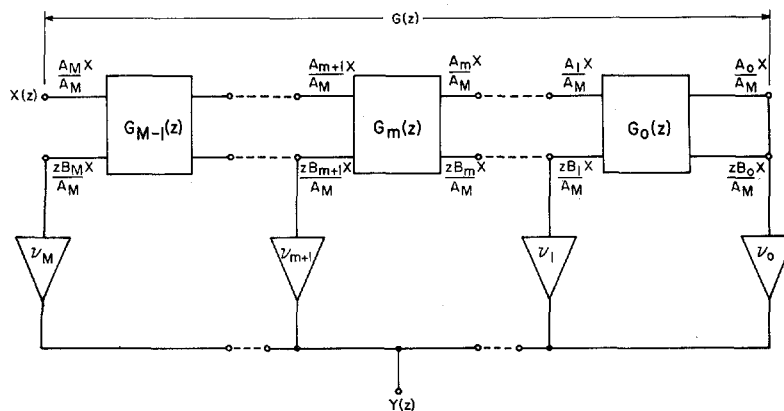 G(z)
A_M X / A_M
A_{m+1} X / A_M
A_m X / A_M
A_1 X / A_M
A_0 X / A_M
X(z)
G_{M-1}(z)
G_m(z)
G_0(z)
zB_M X / A_M
zB_{m+1} X / A_M
zB_m X / A_M
zB_1 X / A_M
zB_0 X / A_M
ν_M
ν_{m+1}
ν_1
ν_0
Y(z)